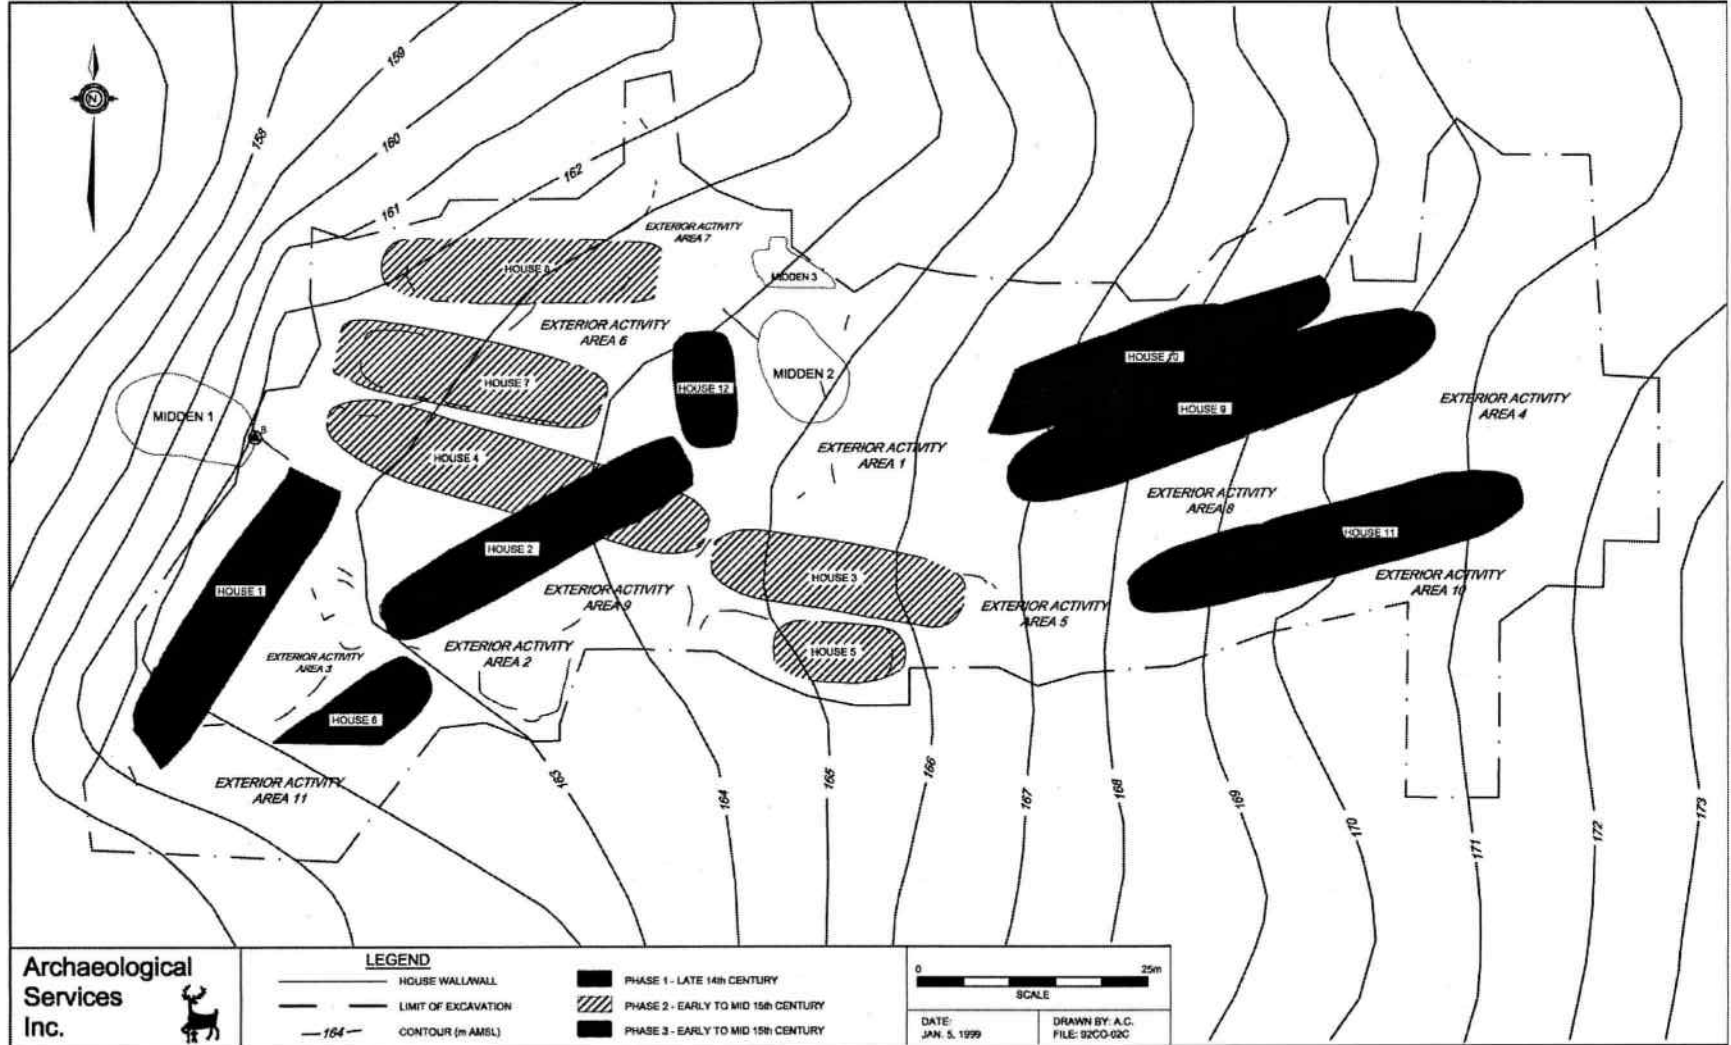 159
158
160
162
161
EXTERIOR ACTIVITY
AREA 7
HOUSE 8
MIDDEN 3
EXTERIOR ACTIVITY
AREA 6
HOUSE 10
HOUSE 7
HOUSE 12
MIDDEN 2
EXTERIOR ACTIVITY
AREA 4
HOUSE 9
MIDDEN 1
EXTERIOR ACTIVITY
AREA 1
HOUSE 4
EXTERIOR ACTIVITY
AREA 8
HOUSE 11
HOUSE 2
HOUSE 3
EXTERIOR ACTIVITY
AREA 10
HOUSE 1
EXTERIOR ACTIVITY
AREA 9
EXTERIOR ACTIVITY
AREA 5
EXTERIOR ACTIVITY
AREA 2
HOUSE 5
EXTERIOR ACTIVITY
AREA 3
HOUSE 6
EXTERIOR ACTIVITY
AREA 11
163
164
165
166
167
168
169
170
171
172
173
Archaeological
Services
Inc.
LEGEND
HOUSE WALL/WALL
LIMIT OF EXCAVATION
164 CONTOUR (m AMSL)
PHASE 1 - LATE 14th CENTURY
PHASE 2 - EARLY TO MID 15th CENTURY
PHASE 3 - EARLY TO MID 15th CENTURY
0 25m
SCALE
DATE:
JAN. 5, 1999
DRAWN BY: A.C.
FILE: 92CO-02C
N